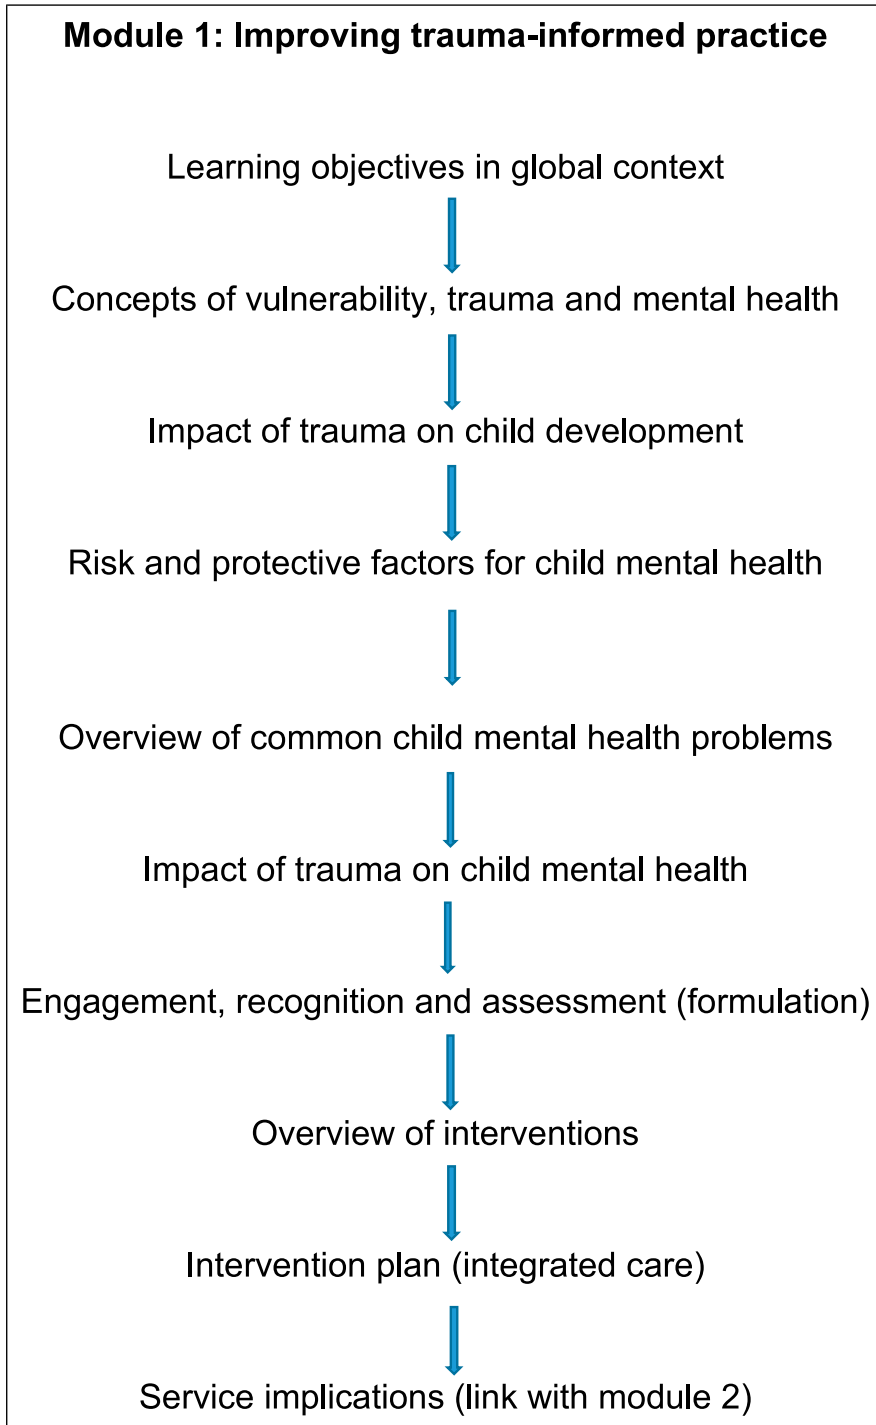 Module 1: Improving trauma-informed practice
Learning objectives in global context
Concepts of vulnerability, trauma and mental health
Impact of trauma on child development
Risk and protective factors for child mental health
Overview of common child mental health problems
Impact of trauma on child mental health
Engagement, recognition and assessment (formulation)
Overview of interventions
Intervention plan (integrated care)
Service implications (link with module 2)